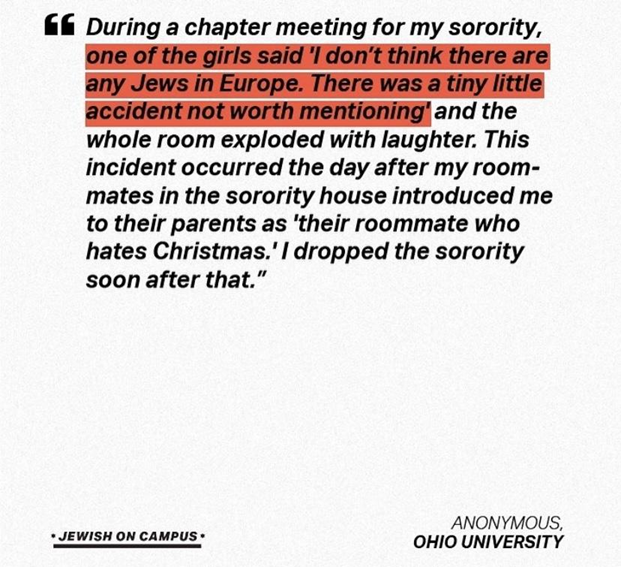 “ During a chapter meeting for my sorority,
one of the girls said 'I don't think there are
any Jews in Europe. There was a tiny little
accident not worth mentioning' and the
whole room exploded with laughter. This
incident occurred the day after my room-
mates in the sorority house introduced me
to their parents as 'their roommate who
hates Christmas.' I dropped the sorority
soon after that.”
• JEWISH ON CAMPUS •
ANONYMOUS,
OHIO UNIVERSITY